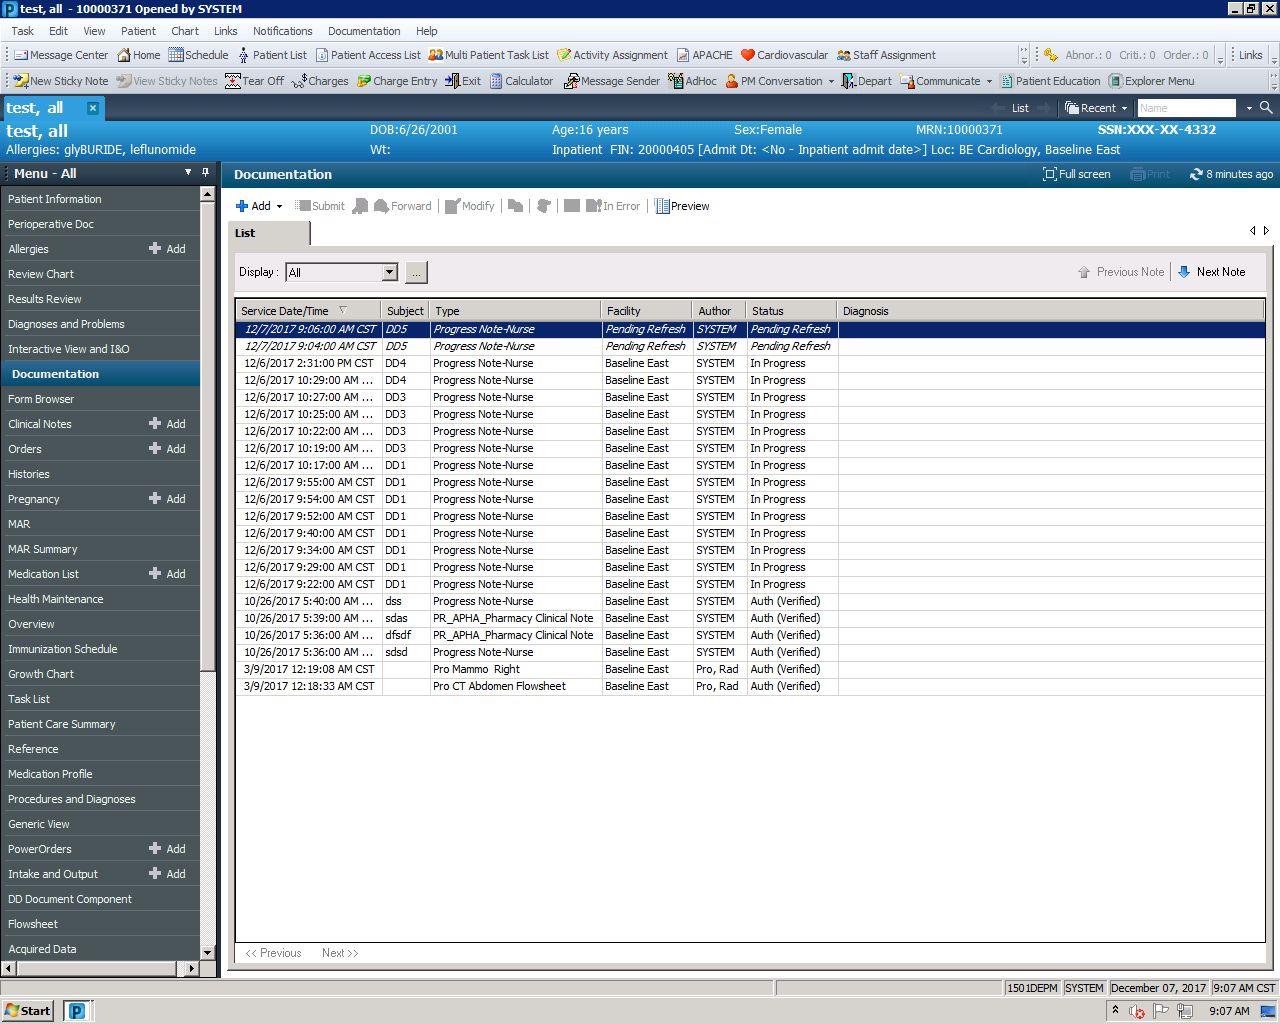 test, all - 10000371 Opened by SYSTEM
Task Edit View Patient Chart Links Notifications Documentation Help
Message Center Home Schedule Patient List Patient Access List Multi Patient Task List Activity Assignment APACHE Cardiovascular Staff Assignment Abnor.: 0 Criti.: 0 Order.: 0 Links
New Sticky Note View Sticky Notes Tear Off Charges Charge Entry Exit Calculator Message Sender AdHoc PM Conversation Depart Communicate Patient Education Explorer Menu
test, all List Recent Name
test, all DOB:6/26/2001 Age:16 years Sex:Female MRN:10000371 SSN:XXX-XX-4332
Allergies: glyBURIDE, leflunomide Wt: Inpatient FIN: 20000405 [Admit Dt: <No - Inpatient admit date>] Loc: BE Cardiology, Baseline East
Menu - All
Patient Information
Perioperative Doc
Allergies Add
Review Chart
Results Review
Diagnoses and Problems
Interactive View and I&O
Documentation
Form Browser
Clinical Notes Add
Orders Add
Histories
Pregnancy Add
MAR
MAR Summary
Medication List Add
Health Maintenance
Overview
Immunization Schedule
Growth Chart
Task List
Patient Care Summary
Reference
Medication Profile
Procedures and Diagnoses
Generic View
PowerOrders Add
Intake and Output Add
DD Document Component
Flowsheet
Acquired Data
Documentation Full screen Print 8 minutes ago
Add Submit Forward Modify In Error Preview
List
Display : All ... Previous Note Next Note
Service Date/Time Subject Type Facility Author Status Diagnosis
12/7/2017 9:06:00 AM CST DD5 Progress Note-Nurse Pending Refresh SYSTEM Pending Refresh
12/7/2017 9:04:00 AM CST DD5 Progress Note-Nurse Pending Refresh SYSTEM Pending Refresh
12/6/2017 2:31:00 PM CST DD4 Progress Note-Nurse Baseline East SYSTEM In Progress
12/6/2017 10:29:00 AM ... DD4 Progress Note-Nurse Baseline East SYSTEM In Progress
12/6/2017 10:27:00 AM ... DD3 Progress Note-Nurse Baseline East SYSTEM In Progress
12/6/2017 10:25:00 AM ... DD3 Progress Note-Nurse Baseline East SYSTEM In Progress
12/6/2017 10:22:00 AM ... DD3 Progress Note-Nurse Baseline East SYSTEM In Progress
12/6/2017 10:19:00 AM ... DD3 Progress Note-Nurse Baseline East SYSTEM In Progress
12/6/2017 10:17:00 AM ... DD1 Progress Note-Nurse Baseline East SYSTEM In Progress
12/6/2017 9:55:00 AM CST DD1 Progress Note-Nurse Baseline East SYSTEM In Progress
12/6/2017 9:54:00 AM CST DD1 Progress Note-Nurse Baseline East SYSTEM In Progress
12/6/2017 9:52:00 AM CST DD1 Progress Note-Nurse Baseline East SYSTEM In Progress
12/6/2017 9:40:00 AM CST DD1 Progress Note-Nurse Baseline East SYSTEM In Progress
12/6/2017 9:34:00 AM CST DD1 Progress Note-Nurse Baseline East SYSTEM In Progress
12/6/2017 9:29:00 AM CST DD1 Progress Note-Nurse Baseline East SYSTEM In Progress
12/6/2017 9:22:00 AM CST DD1 Progress Note-Nurse Baseline East SYSTEM In Progress
10/26/2017 5:40:00 AM ... dss Progress Note-Nurse Baseline East SYSTEM Auth (Verified)
10/26/2017 5:39:00 AM ... sdas PR_APHA_Pharmacy Clinical Note Baseline East SYSTEM Auth (Verified)
10/26/2017 5:36:00 AM ... dfsdf PR_APHA_Pharmacy Clinical Note Baseline East SYSTEM Auth (Verified)
10/26/2017 5:36:00 AM ... sdsd Progress Note-Nurse Baseline East SYSTEM Auth (Verified)
3/9/2017 12:19:08 AM CST Pro Mammo Right Baseline East Pro, Rad Auth (Verified)
3/9/2017 12:18:33 AM CST Pro CT Abdomen Flowsheet Baseline East Pro, Rad Auth (Verified)
<< Previous Next >>
1501DEPM SYSTEM December 07, 2017 9:07 AM CST
Start 9:07 AM